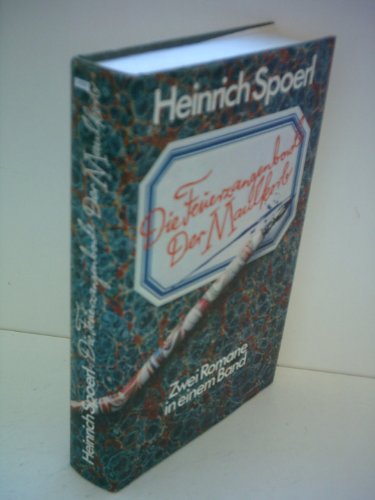 Heinrich Spoerl
Die Feuerzangenbowle
Der Maulkorb
Zwei Romane
in einem Band
Heinrich Spoerl Die Feuerzangenbowle Der Maulkorb